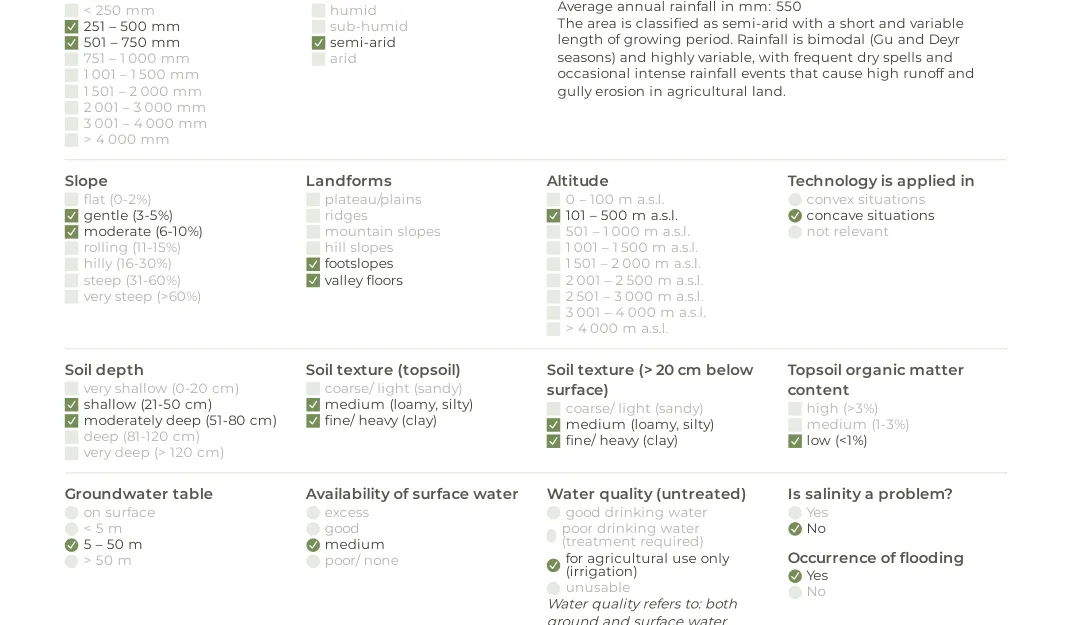 < 250 mm
251 – 500 mm
501 – 750 mm
751 – 1 000 mm
1 001 – 1 500 mm
1 501 – 2 000 mm
2 001 – 3 000 mm
3 001 – 4 000 mm
> 4 000 mm
humid
sub-humid
semi-arid
arid
Average annual rainfall in mm: 550
The area is classified as semi-arid with a short and variable
length of growing period. Rainfall is bimodal (Gu and Deyr
seasons) and highly variable, with frequent dry spells and
occasional intense rainfall events that cause high runoff and
gully erosion in agricultural land.
Slope
flat (0-2%)
gentle (3-5%)
moderate (6-10%)
rolling (11-15%)
hilly (16-30%)
steep (31-60%)
very steep (>60%)
Landforms
plateau/plains
ridges
mountain slopes
hill slopes
footslopes
valley floors
Altitude
0 – 100 m a.s.l.
101 – 500 m a.s.l.
501 – 1 000 m a.s.l.
1 001 – 1 500 m a.s.l.
1 501 – 2 000 m a.s.l.
2 001 – 2 500 m a.s.l.
2 501 – 3 000 m a.s.l.
3 001 – 4 000 m a.s.l.
> 4 000 m a.s.l.
Technology is applied in
convex situations
concave situations
not relevant
Soil depth
very shallow (0-20 cm)
shallow (21-50 cm)
moderately deep (51-80 cm)
deep (81-120 cm)
very deep (> 120 cm)
Soil texture (topsoil)
coarse/ light (sandy)
medium (loamy, silty)
fine/ heavy (clay)
Soil texture (> 20 cm below
surface)
coarse/ light (sandy)
medium (loamy, silty)
fine/ heavy (clay)
Topsoil organic matter
content
high (>3%)
medium (1-3%)
low (<1%)
Groundwater table
on surface
< 5 m
5 – 50 m
> 50 m
Availability of surface water
excess
good
medium
poor/ none
Water quality (untreated)
good drinking water
poor drinking water
(treatment required)
for agricultural use only
(irrigation)
unusable
Water quality refers to: both
ground and surface water
Is salinity a problem?
Yes
No
Occurrence of flooding
Yes
No